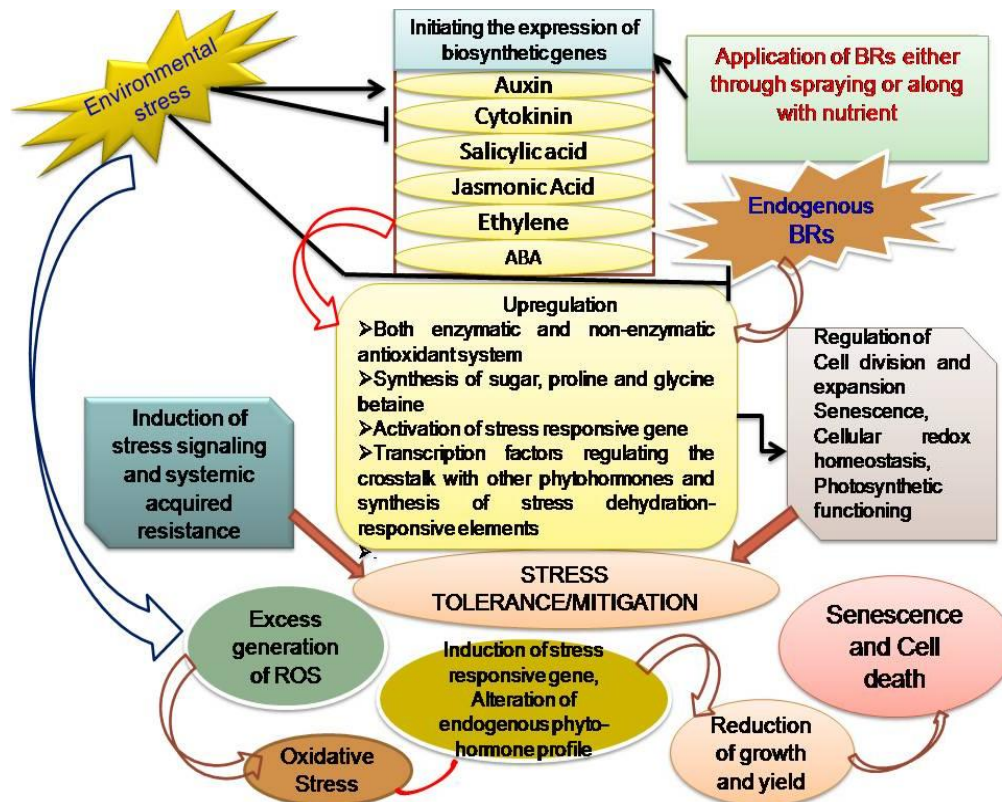 Environmental
stress
Initiating the expression of
biosynthetic genes
Auxin
Cytokinin
Salicylic acid
Jasmonic Acid
Ethylene
ABA
Application of BRs either
through spraying or along
with nutrient
Endogenous
BRs
Upregulation
➢Both enzymatic and non-enzymatic
antioxidant system
➢Synthesis of sugar, proline and glycine
betaine
➢Activation of stress responsive gene
➢Transcription factors regulating the
crosstalk with other phytohormones and
synthesis of stress dehydration-
responsive elements
➢.
Regulation of
Cell division and
expansion
Senescence,
Cellular redox
homeostasis,
Photosynthetic
functioning
Induction of
stress signaling
and systemic
acquired
resistance
STRESS
TOLERANCE/MITIGATION
Excess
generation
of ROS
Oxidative
Stress
Induction of stress
responsive gene,
Alteration of
endogenous phyto-
hormone profile
Reduction
of growth
and yield
Senescence
and Cell
death